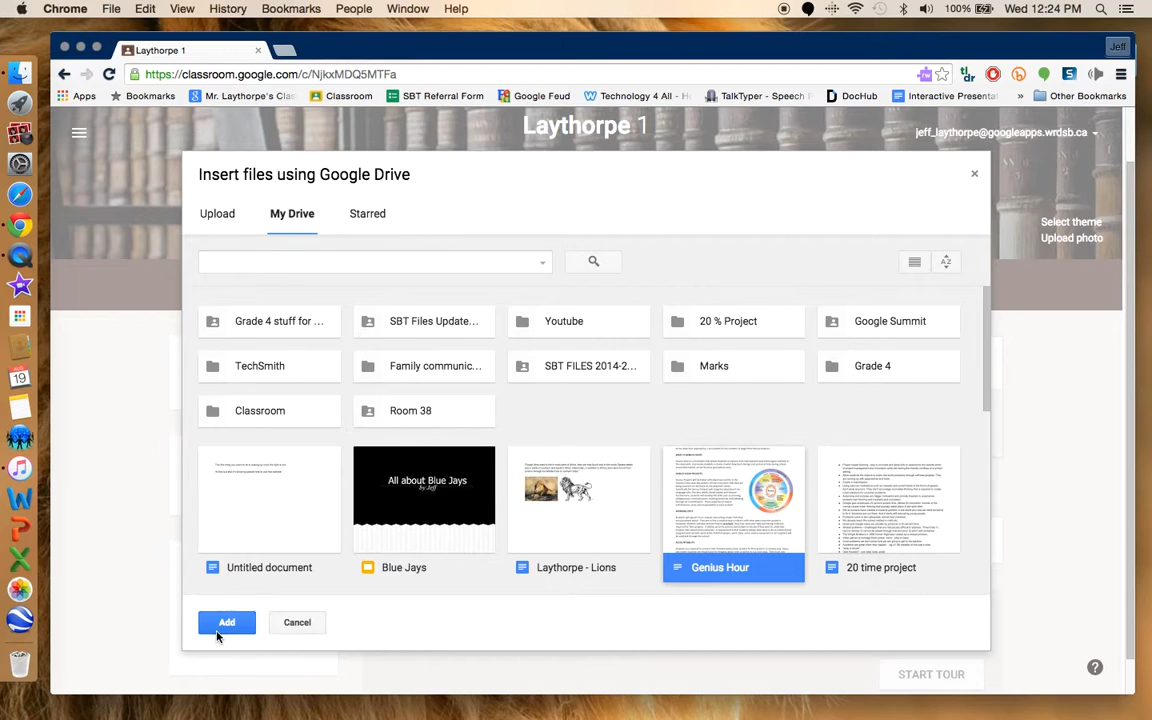 Chrome File Edit View History Bookmarks People Window Help 100% Wed 12:24 PM
Laythorpe 1 Jeff
https://classroom.google.com/c/NjkxMDQ5MTFa
Apps Bookmarks Mr. Laythorpe's Clas Classroom SBT Referral Form Google Feud Technology 4 All - Ho TalkTyper - Speech DocHub Interactive Presenta » Other Bookmarks
Laythorpe 1
jeff_laythorpe@googleapps.wrdsb.ca
Insert files using Google Drive
Upload My Drive Starred
Select theme
Upload photo
Grade 4 stuff for ... SBT Files Update... Youtube 20 % Project Google Summit
TechSmith Family communic... SBT FILES 2014-2... Marks Grade 4
Classroom Room 38
All about Blue Jays
by Jeff
Untitled document Blue Jays Laythorpe - Lions Genius Hour 20 time project
Add Cancel
START TOUR